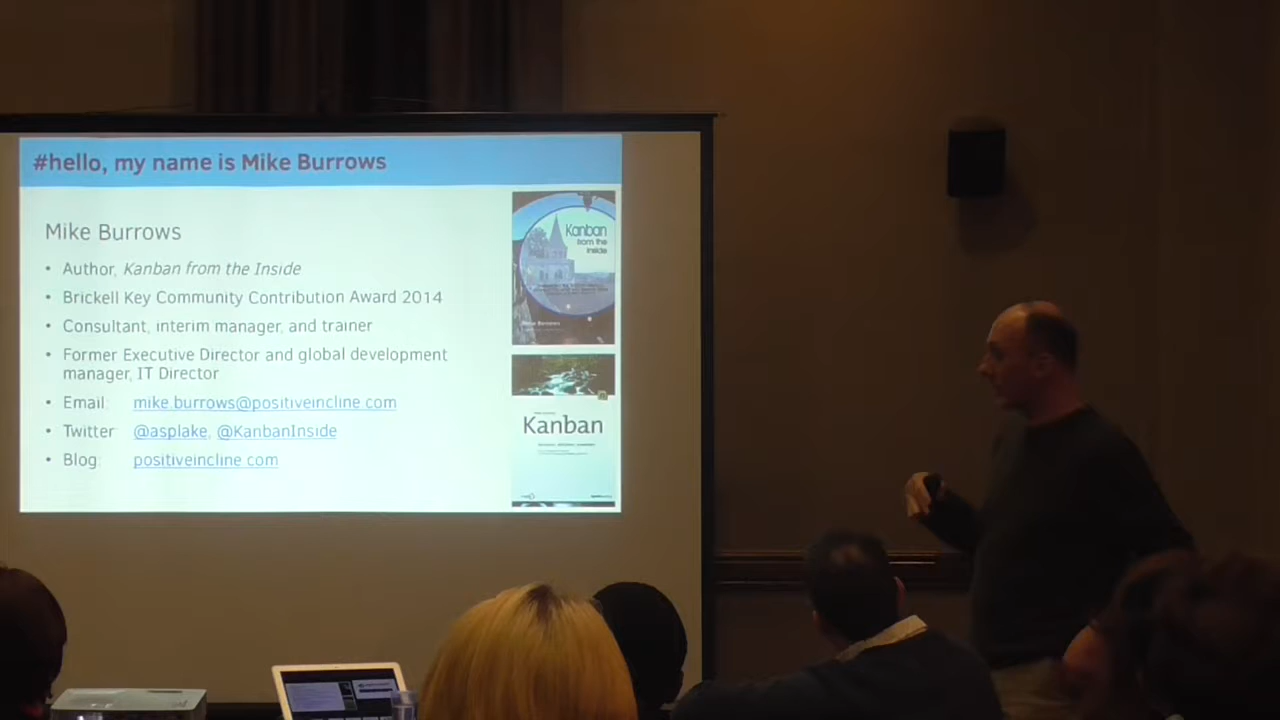 #hello, my name is Mike Burrows
Mike Burrows
• Author, Kanban from the Inside
• Brickell Key Community Contribution Award 2014
• Consultant, interim manager, and trainer
• Former Executive Director and global development
manager, IT Director
• Email: mike.burrows@positiveincline.com
• Twitter: @asplake, @KanbanInside
• Blog: positiveincline.com
Kanban
from the
Inside
Mike Burrows
Kanban